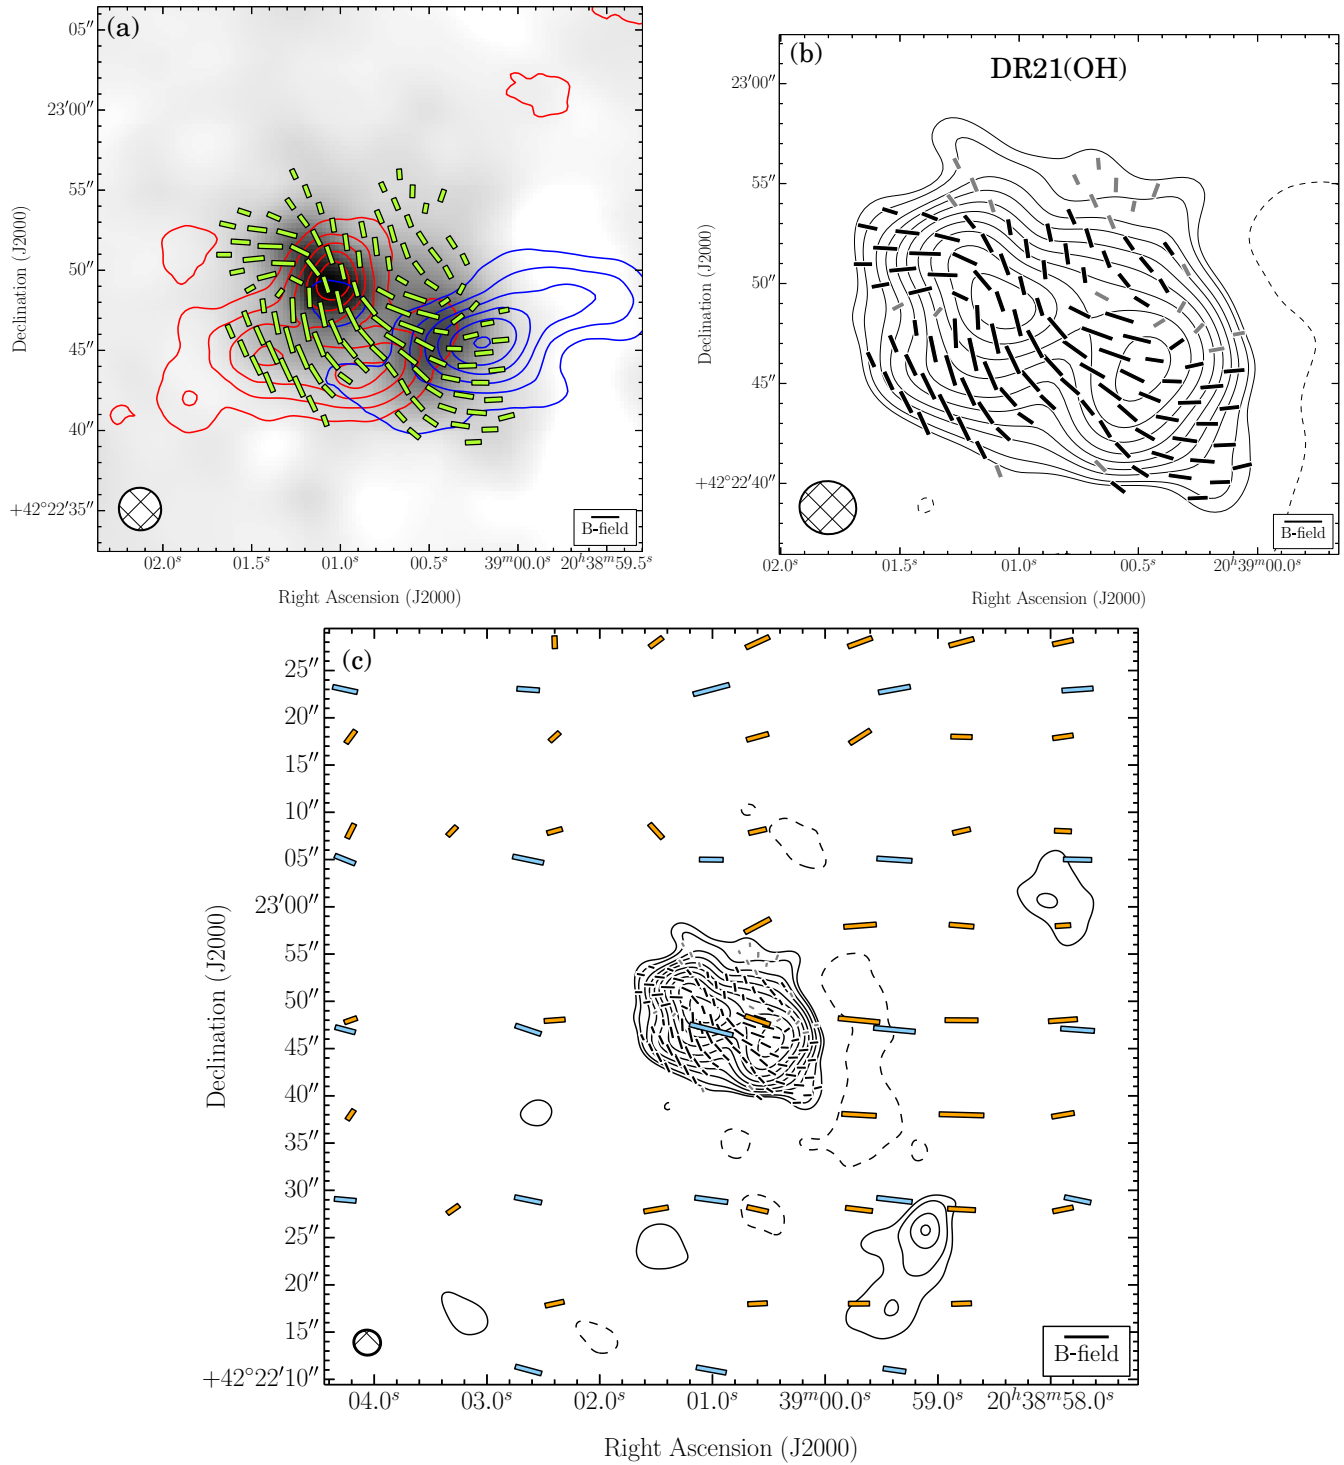 (a)
05″
23′00″
55″
50″
45″
40″
+42°22′35″
Declination (J2000)
B-field
02.0ˢ 01.5ˢ 01.0ˢ 00.5ˢ 39ᵐ00.0ˢ 20ʰ38ᵐ59.5ˢ
Right Ascension (J2000)
(b)
DR21(OH)
23′00″
55″
50″
45″
+42°22′40″
Declination (J2000)
B-field
02.0ˢ 01.5ˢ 01.0ˢ 00.5ˢ 20ʰ39ᵐ00.0ˢ
Right Ascension (J2000)
(c)
25″
20″
15″
10″
05″
23′00″
55″
50″
45″
40″
35″
30″
25″
20″
15″
+42°22′10″
Declination (J2000)
B-field
04.0ˢ 03.0ˢ 02.0ˢ 01.0ˢ 39ᵐ00.0ˢ 59.0ˢ 20ʰ38ᵐ58.0ˢ
Right Ascension (J2000)